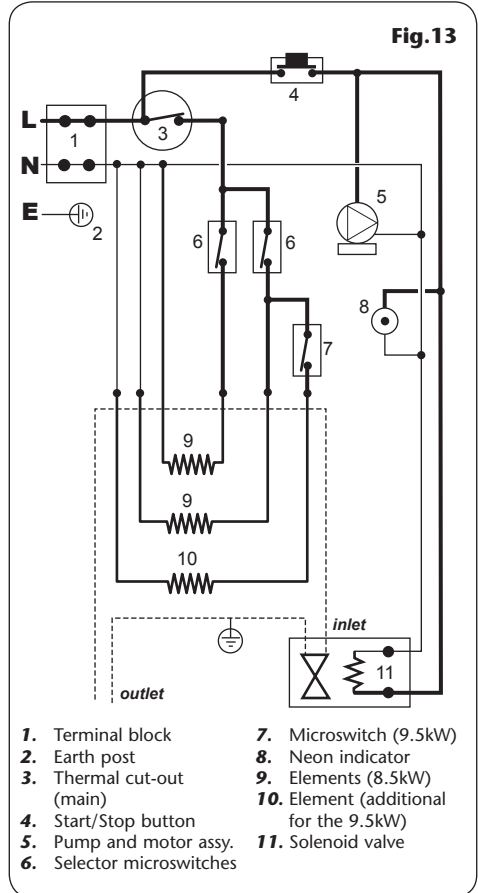 Fig.13
4
L
1
3
N
5
E
2
6
6
8
7
9
9
10
inlet
11
outlet
1. Terminal block
2. Earth post
3. Thermal cut-out
(main)
4. Start/Stop button
5. Pump and motor assy.
6. Selector microswitches
7. Microswitch (9.5kW)
8. Neon indicator
9. Elements (8.5kW)
10. Element (additional
for the 9.5kW)
11. Solenoid valve